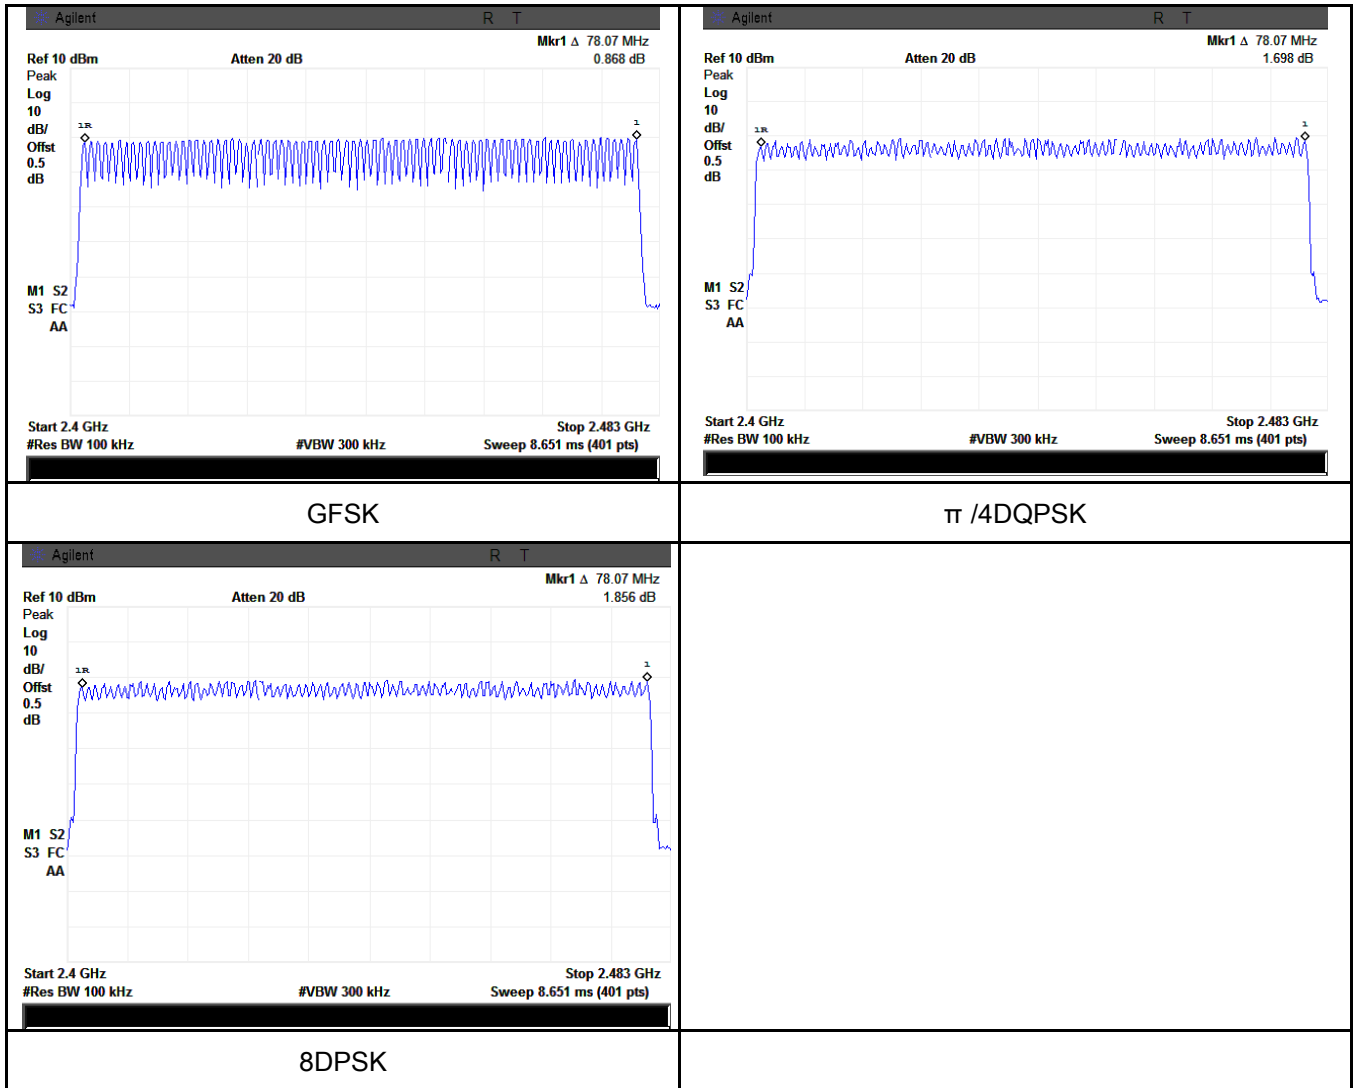 Agilent R T
Mkr1 Δ 78.07 MHz
Ref 10 dBm Atten 20 dB 0.868 dB
Peak
Log
10
dB/
Offst
0.5
dB
1R
1
M1 S2
S3 FC
AA
Start 2.4 GHz Stop 2.483 GHz
#Res BW 100 kHz #VBW 300 kHz Sweep 8.651 ms (401 pts)
GFSK
Agilent R T
Mkr1 Δ 78.07 MHz
Ref 10 dBm Atten 20 dB 1.698 dB
Peak
Log
10
dB/
Offst
0.5
dB
1R
1
M1 S2
S3 FC
AA
Start 2.4 GHz Stop 2.483 GHz
#Res BW 100 kHz #VBW 300 kHz Sweep 8.651 ms (401 pts)
π /4DQPSK
Agilent R T
Mkr1 Δ 78.07 MHz
Ref 10 dBm Atten 20 dB 1.856 dB
Peak
Log
10
dB/
Offst
0.5
dB
1R
1
M1 S2
S3 FC
AA
Start 2.4 GHz Stop 2.483 GHz
#Res BW 100 kHz #VBW 300 kHz Sweep 8.651 ms (401 pts)
8DPSK